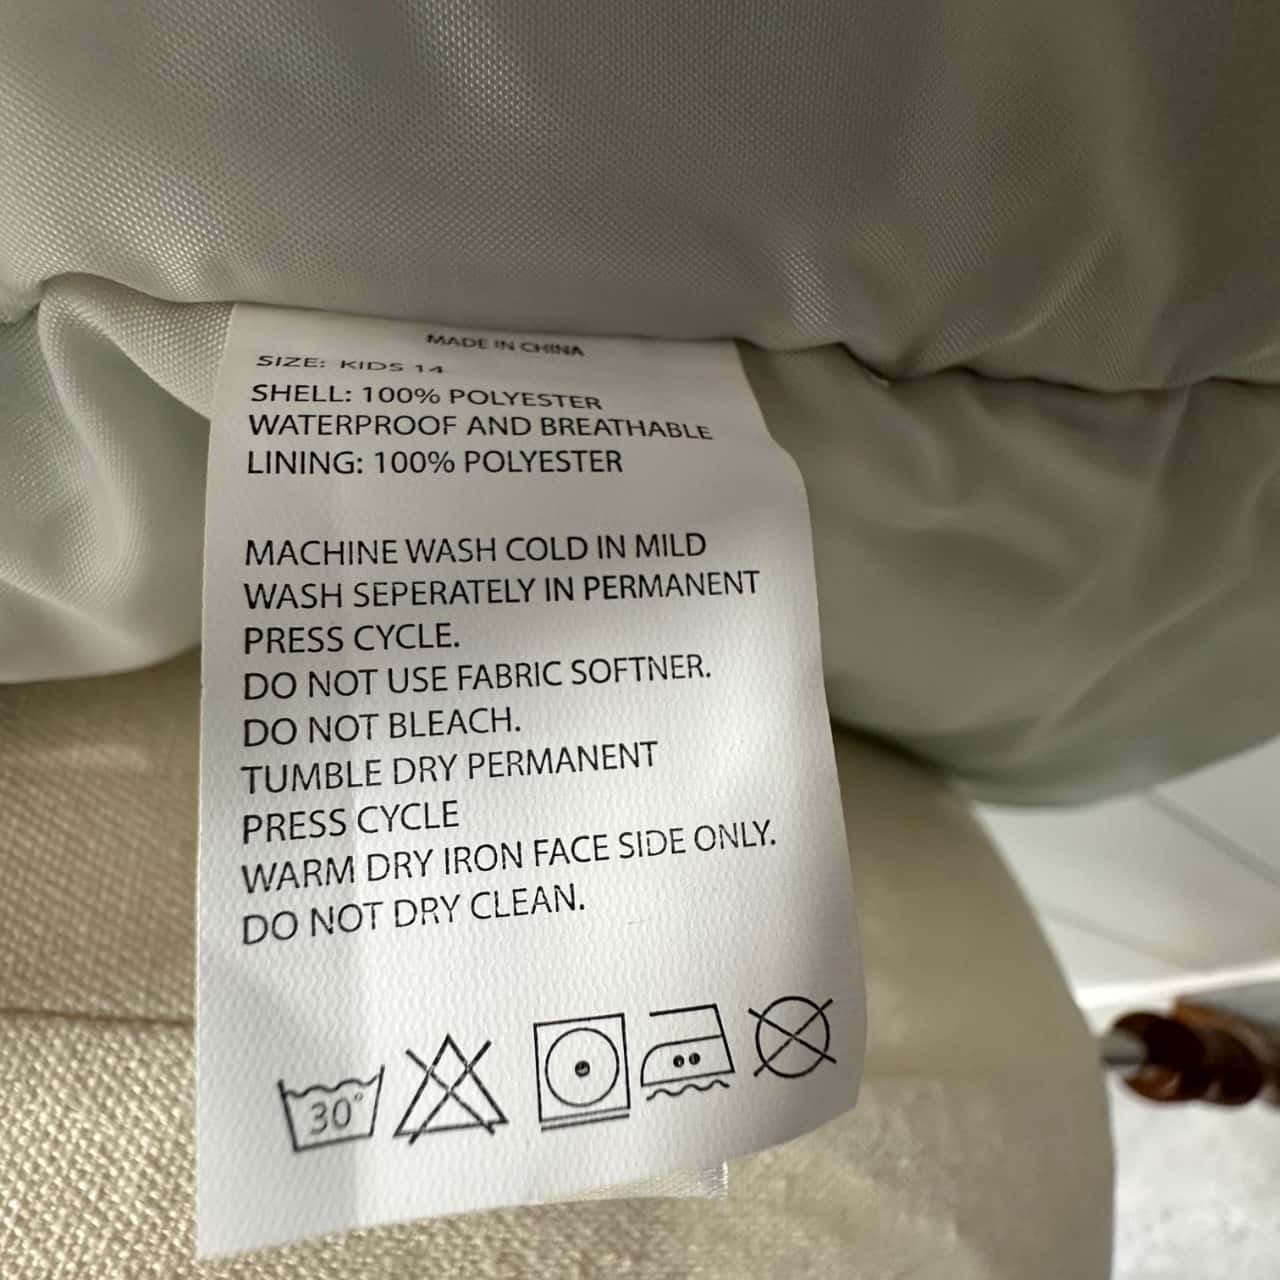 MADE IN CHINA
SIZE: KIDS 14
SHELL: 100% POLYESTER
WATERPROOF AND BREATHABLE
LINING: 100% POLYESTER
MACHINE WASH COLD IN MILD
WASH SEPERATELY IN PERMANENT
PRESS CYCLE.
DO NOT USE FABRIC SOFTNER.
DO NOT BLEACH.
TUMBLE DRY PERMANENT
PRESS CYCLE
WARM DRY IRON FACE SIDE ONLY.
DO NOT DRY CLEAN.
30°